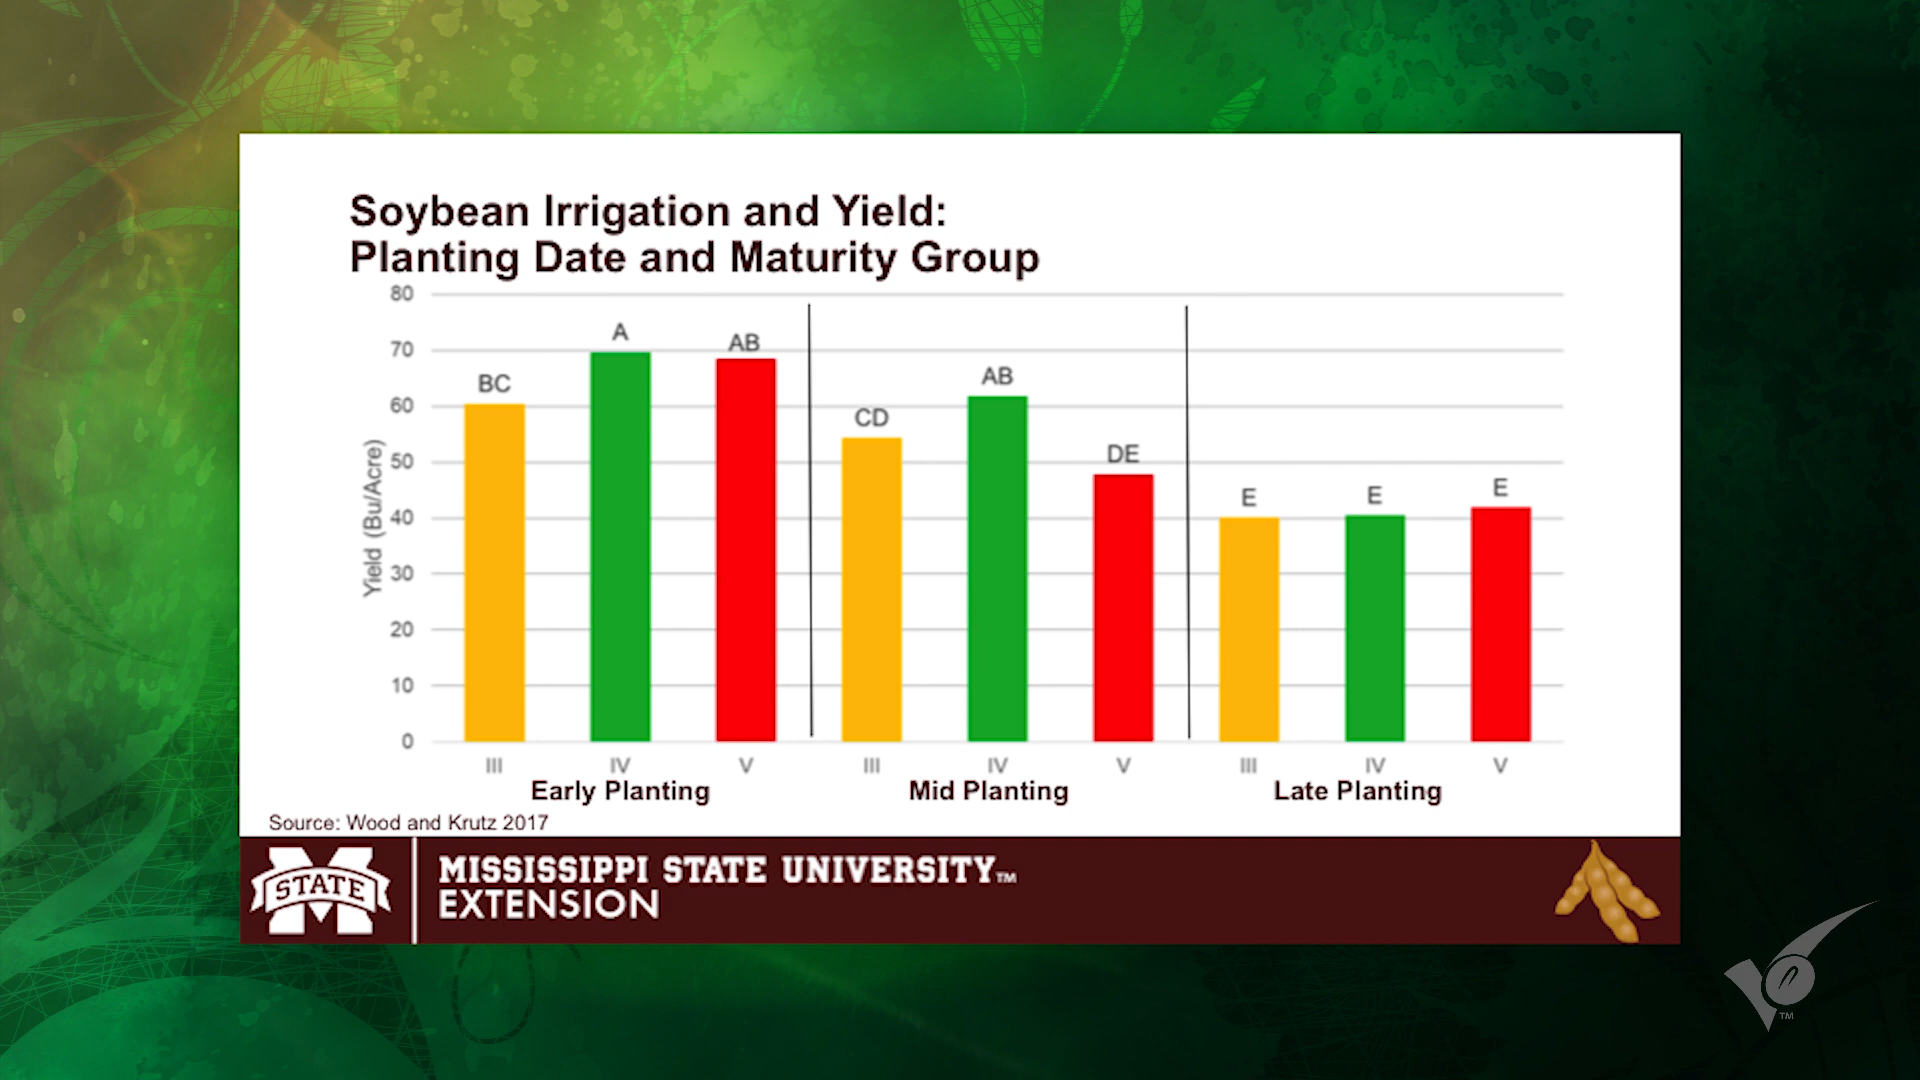 Soybean Irrigation and Yield:
Planting Date and Maturity Group
Yield (Bu/Acre)
80
70
60
50
40
30
20
10
0
BC
A
AB
CD
AB
DE
E
E
E
III IV V III IV V III IV V
Early Planting Mid Planting Late Planting
Source: Wood and Krutz 2017
STATE
MISSISSIPPI STATE UNIVERSITY™
EXTENSION
TM